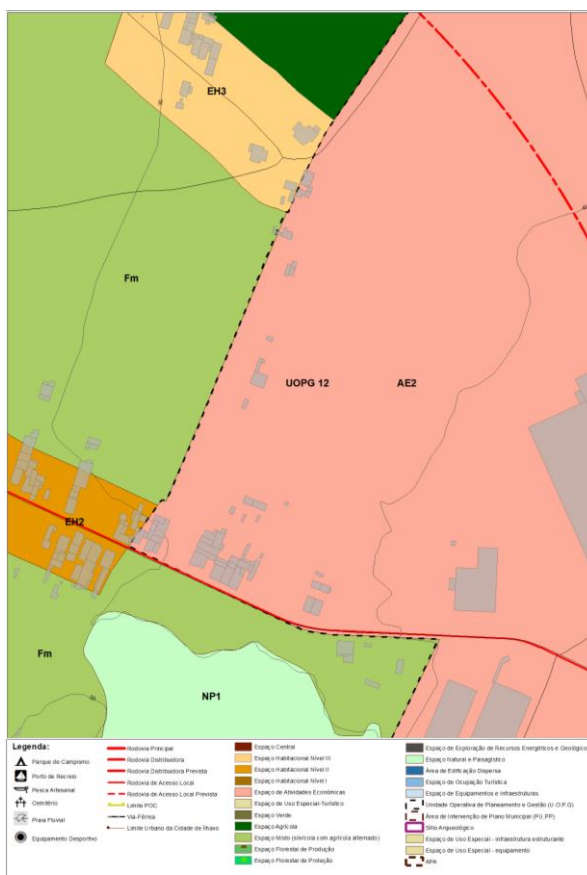 EH3
Fm
UOPG 12
AE2
EH2
Fm
NP1
Legenda:
Parque de Campismo
Porto de Recreio
Pesca Artesanal
Cemitério
Praia Fluvial
Equipamento Desportivo
Rodovia Principal
Rodovia Distribuidora
Rodovia Distribuidora Prevista
Rodovia de Acesso Local
Rodovia de Acesso Local Prevista
Limite POC
Via-Férrea
Limite Urbano da Cidade de Ílhavo
Espaço Central
Espaço Habitacional Nível III
Espaço Habitacional Nível II
Espaço Habitacional Nível I
Espaço de Atividades Económicas
Espaço de Uso Especial-Turístico
Espaço Verde
Espaço Agrícola
Espaço Misto (silvícola com agrícola alternado)
Espaço Florestal de Produção
Espaço Florestal de Proteção
Espaço de Exploração de Recursos Energéticos e Geológicos
Espaço Natural e Paisagístico
Área de Edificação Dispersa
Espaço de Ocupação Turística
Espaço de Equipamentos e Infraestruturas
Unidade Operativa de Planeamento e Gestão (U.O.P.G)
Área de Intervenção de Plano Municipal (PU,PP)
Sítio Arqueológico
Espaço de Uso Especial - infraestrutura estruturante
Espaço de Uso Especial - equipamento
APA